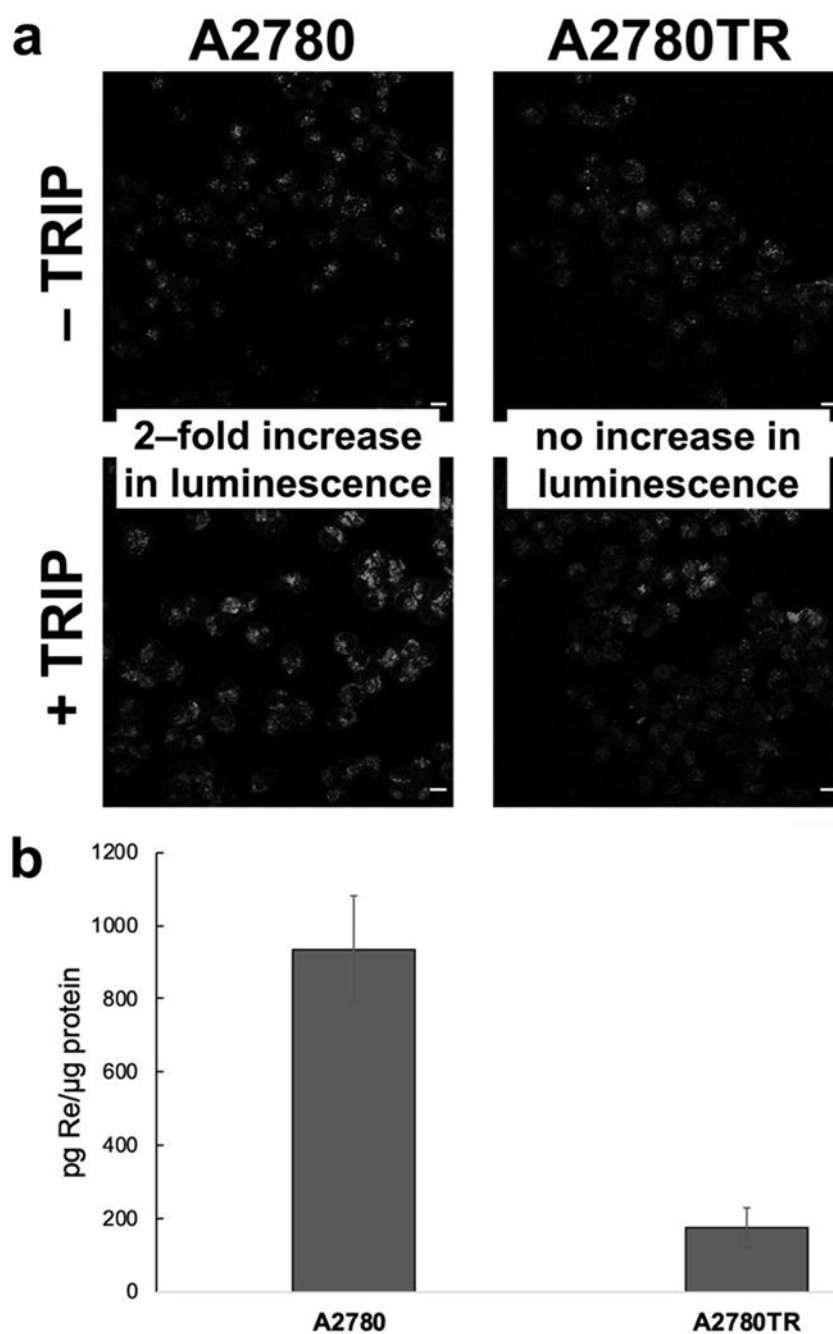 a
A2780
A2780TR
– TRIP
2–fold increase
in luminescence
no increase in
luminescence
+ TRIP
b
pg Re/µg protein
1200
1000
800
600
400
200
0
A2780
A2780TR